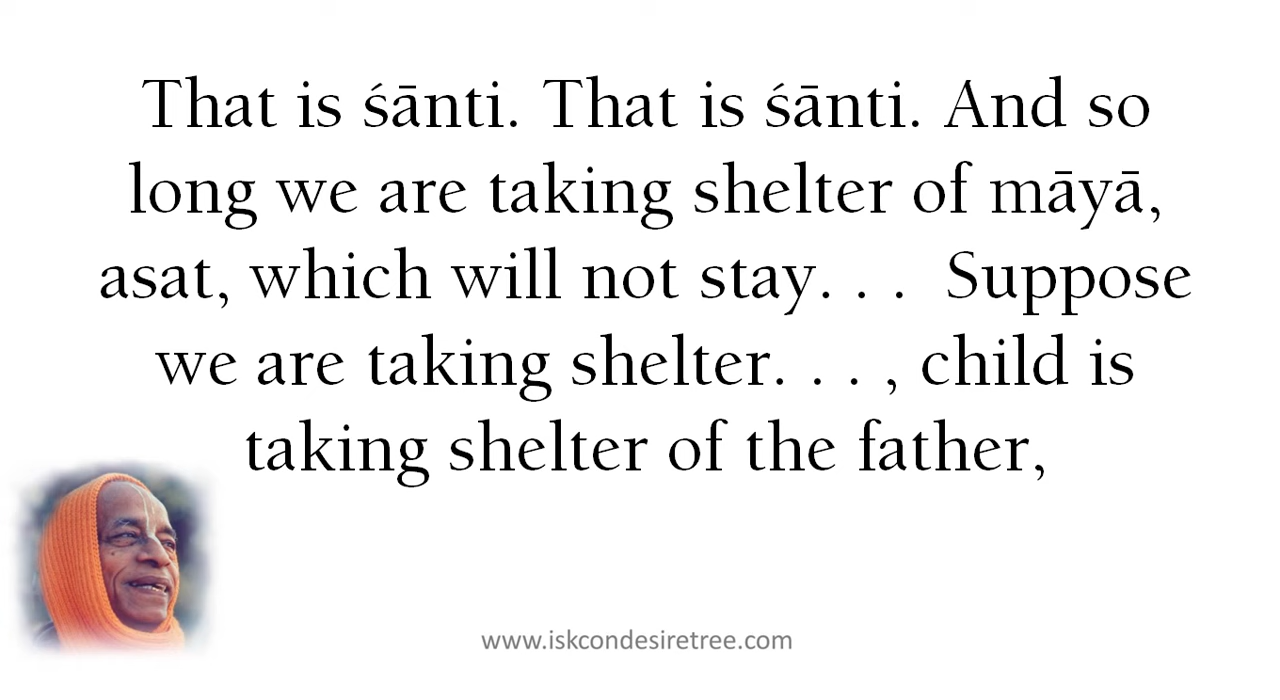 That is śānti. That is śānti. And so
long we are taking shelter of māyā,
asat, which will not stay. . .  Suppose
we are taking shelter. . . , child is
taking shelter of the father,
www.iskcondesiretree.com